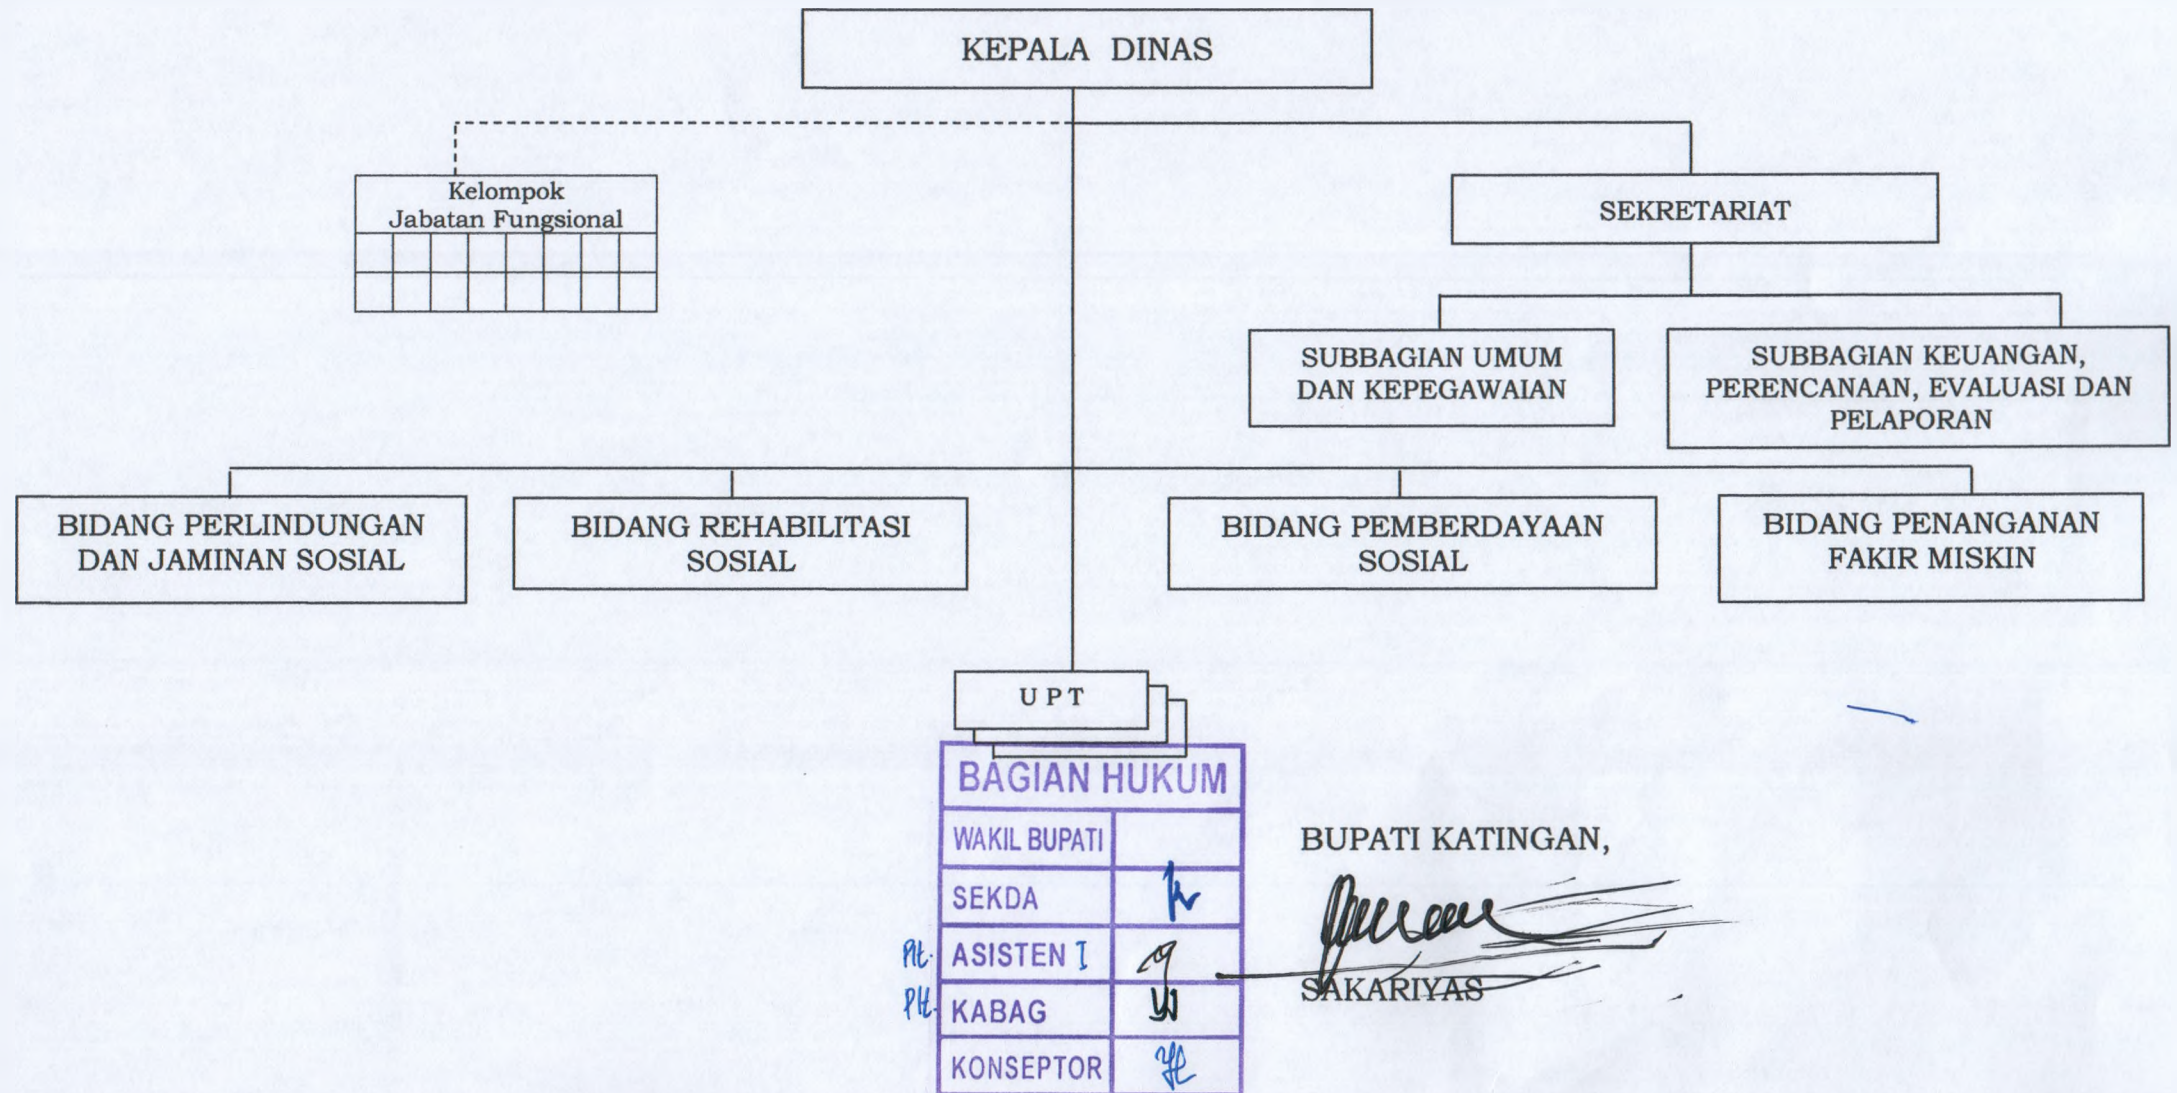 KEPALA DINAS
Kelompok
Jabatan Fungsional
SEKRETARIAT
SUBBAGIAN UMUM
DAN KEPEGAWAIAN
SUBBAGIAN KEUANGAN,
PERENCANAAN, EVALUASI DAN
PELAPORAN
BIDANG PERLINDUNGAN
DAN JAMINAN SOSIAL
BIDANG REHABILITASI
SOSIAL
BIDANG PEMBERDAYAAN
SOSIAL
BIDANG PENANGANAN
FAKIR MISKIN
U P T
BAGIAN HUKUM
WAKIL BUPATI
SEKDA
Plt. ASISTEN I
Plt. KABAG
KONSEPTOR
BUPATI KATINGAN,
SAKARIYAS